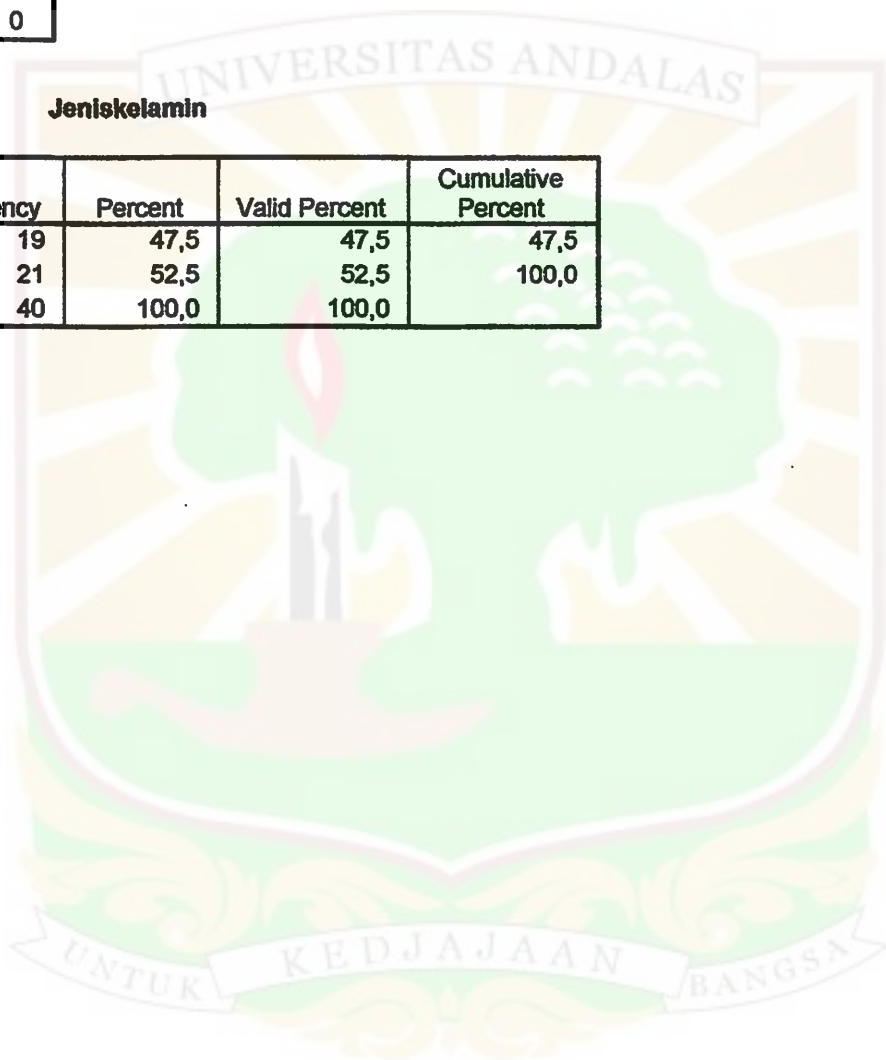 0
UNIVERSITAS ANDALAS
Jeniskelamin
ency Percent Valid Percent Cumulative Percent
19 47,5 47,5 47,5
21 52,5 52,5 100,0
40 100,0 100,0
UNTUK KEDJAJAAN BANGSA